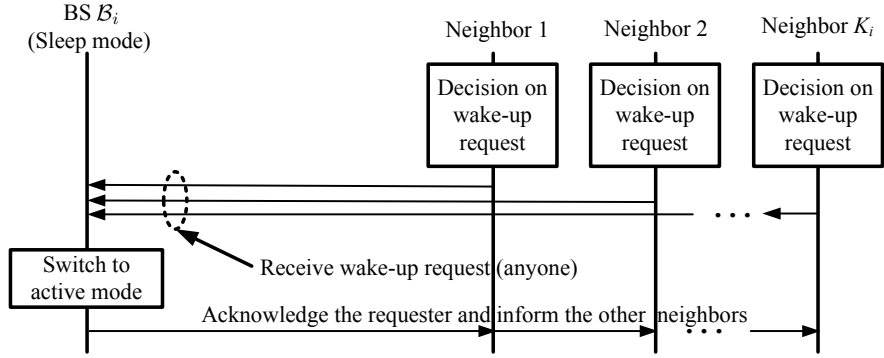 BS 𝓑ᵢ
(Sleep mode)
Neighbor 1
Neighbor 2
Neighbor Kᵢ
Decision on
wake-up
request
Decision on
wake-up
request
Decision on
wake-up
request
. . .
Switch to
active mode
Receive wake-up request (anyone)
Acknowledge the requester and inform the other neighbors
. . .